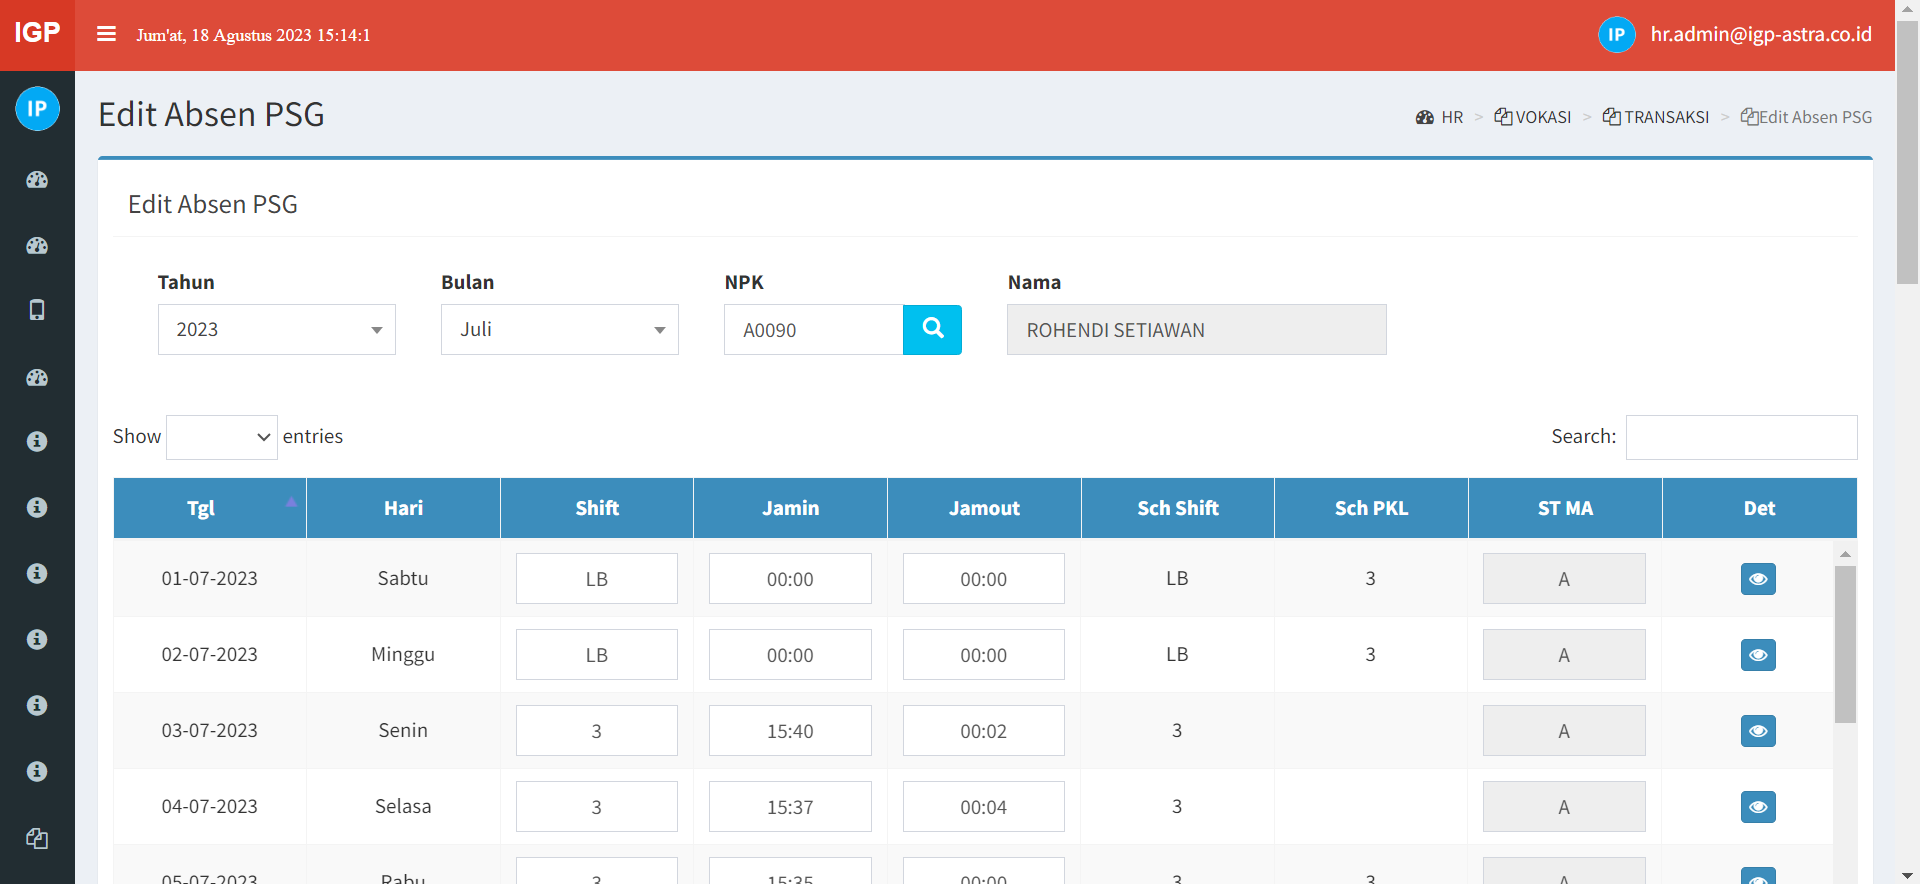 IGP
Jum'at, 18 Agustus 2023 15:14:1
IP hr.admin@igp-astra.co.id
IP
Edit Absen PSG
HR > VOKASI > TRANSAKSI > Edit Absen PSG
Edit Absen PSG
Tahun Bulan NPK Nama
2023 Juli A0090 ROHENDI SETIAWAN
Show entries Search:
Tgl Hari Shift Jamin Jamout Sch Shift Sch PKL ST MA Det
01-07-2023 Sabtu LB 00:00 00:00 LB 3 A
02-07-2023 Minggu LB 00:00 00:00 LB 3 A
03-07-2023 Senin 3 15:40 00:02 3 A
04-07-2023 Selasa 3 15:37 00:04 3 A
05-07-2023 Rabu 3 15:35 00:00 3 3 A